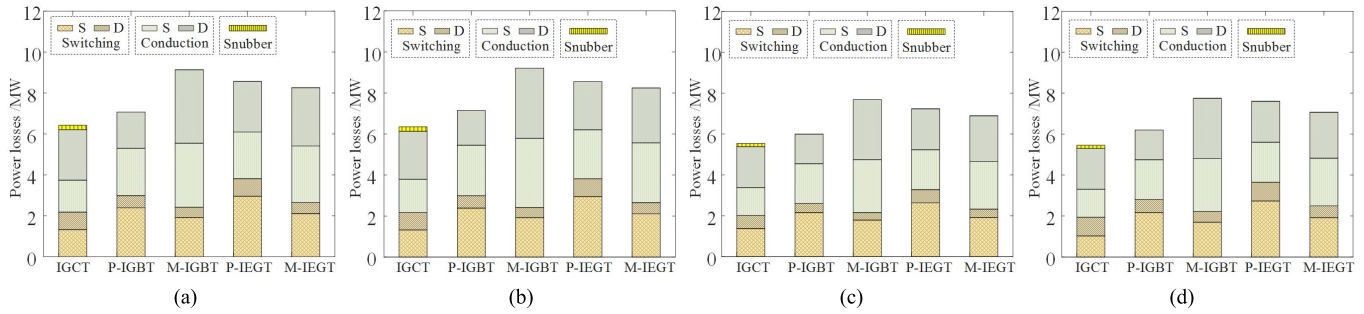 12
10
8
6
4
2
0
Power losses /MW
S D
Switching
S D
Conduction
Snubber
IGCT P-IGBT M-IGBT P-IEGT M-IEGT
(a)
12
10
8
6
4
2
0
Power losses /MW
S D
Switching
S D
Conduction
Snubber
IGCT P-IGBT M-IGBT P-IEGT M-IEGT
(b)
12
10
8
6
4
2
0
Power losses /MW
S D
Switching
S D
Conduction
Snubber
IGCT P-IGBT M-IGBT P-IEGT M-IEGT
(c)
12
10
8
6
4
2
0
Power losses /MW
S D
Switching
S D
Conduction
Snubber
IGCT P-IGBT M-IGBT P-IEGT M-IEGT
(d)